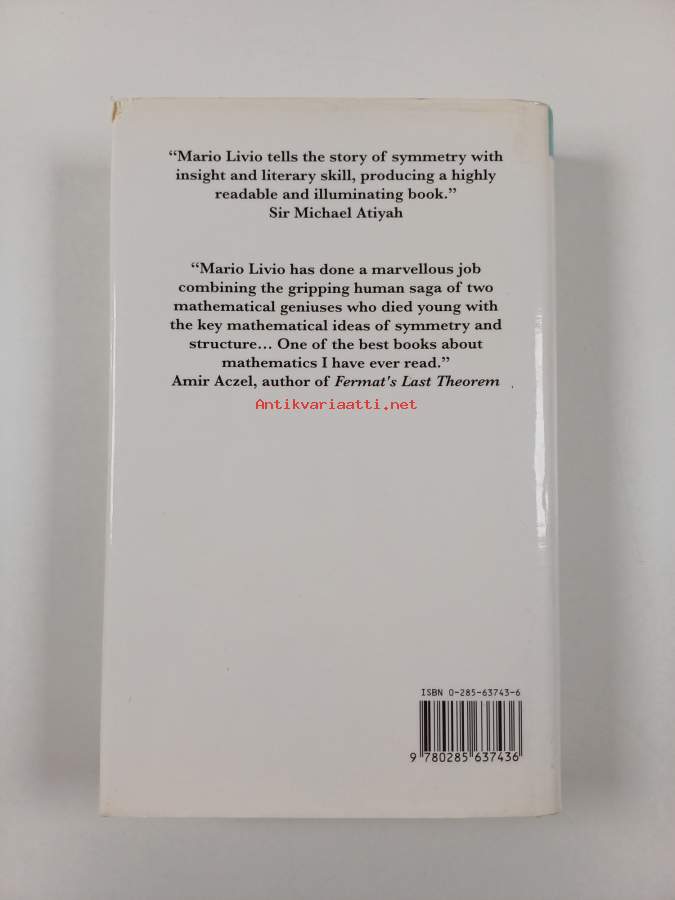 “Mario Livio tells the story of symmetry with
insight and literary skill, producing a highly
readable and illuminating book.”
Sir Michael Atiyah
“Mario Livio has done a marvellous job
combining the gripping human saga of two
mathematical geniuses who died young with
the key mathematical ideas of symmetry and
structure... One of the best books about
mathematics I have ever read.”
Amir Aczel, author of Fermat's Last Theorem
Antikvariaatti.net
ISBN 0-285-63743-6
9 780285 637436